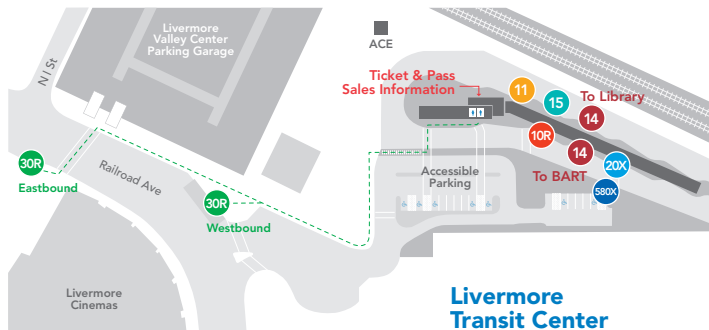 Livermore
Valley Center
Parking Garage
ACE
N I St
Ticket & Pass
Sales Information
11
15
To Library
14
10R
14
20X
To BART
580X
30R
Eastbound
Railroad Ave
Accessible
Parking
30R
Westbound
Livermore
Cinemas
Livermore
Transit Center